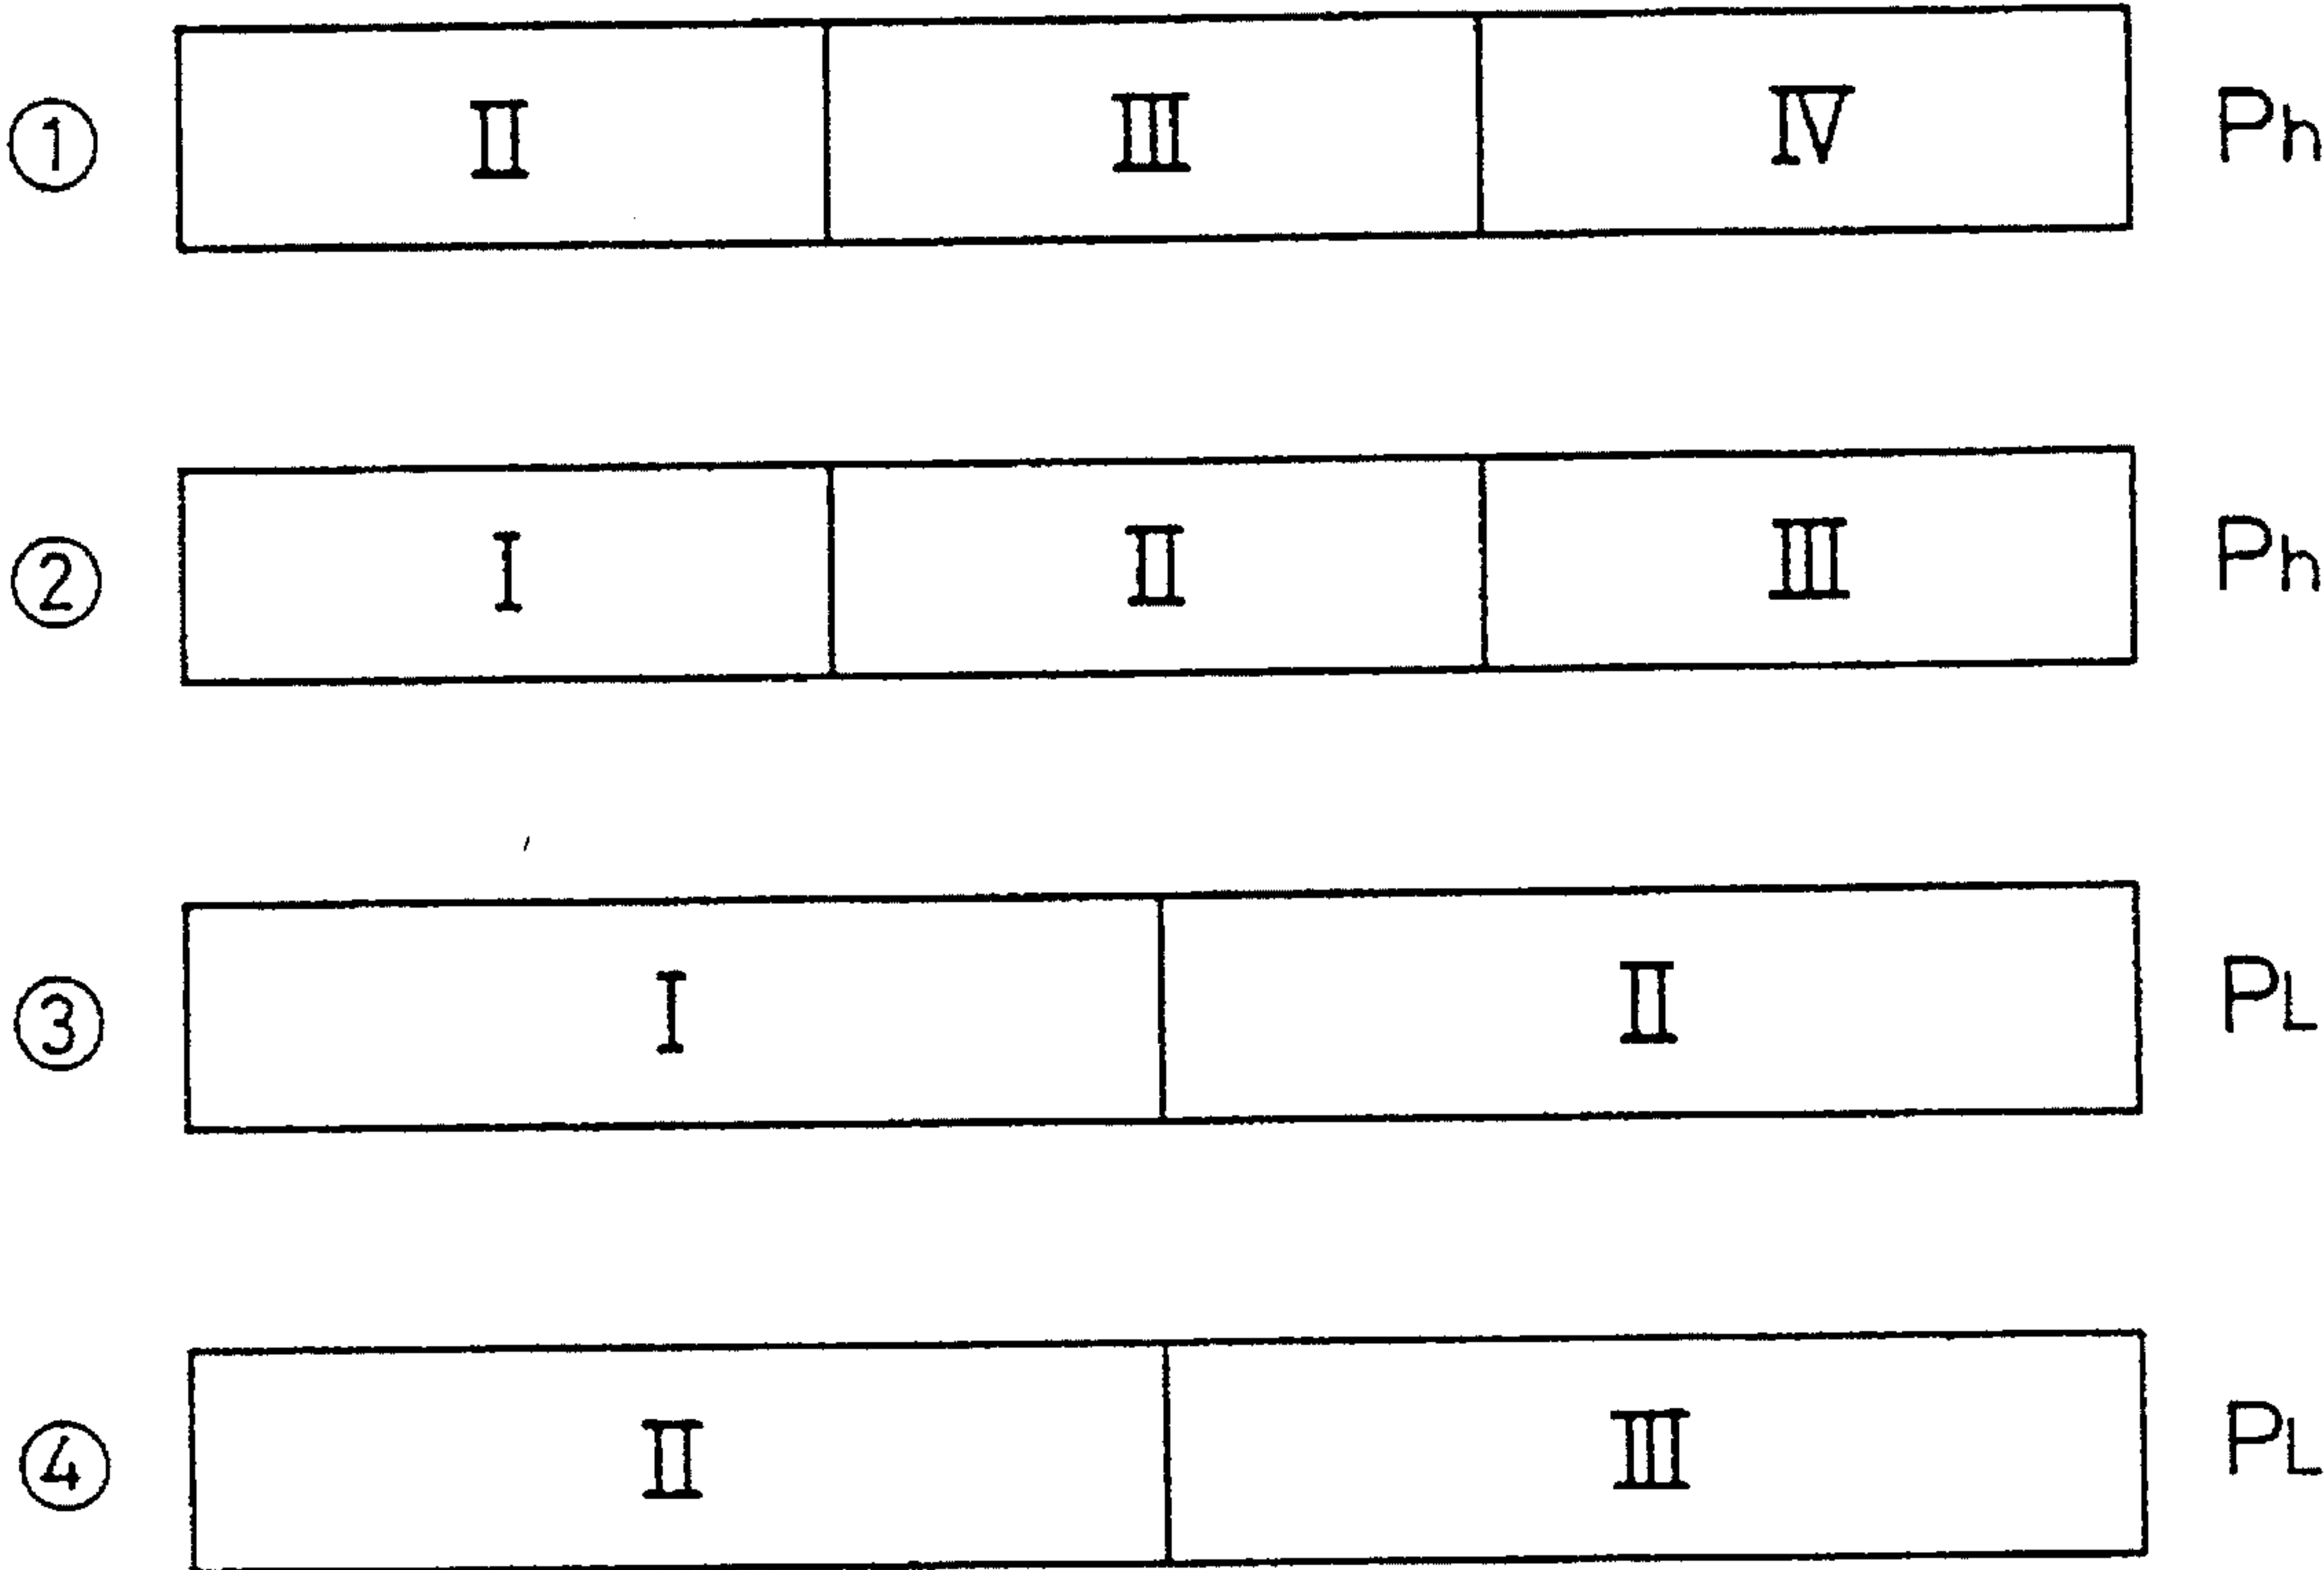 ① Ⅱ Ⅲ Ⅳ Ph
② Ⅰ Ⅱ Ⅲ Ph
③ Ⅰ Ⅱ PL
④ Ⅱ Ⅲ PL